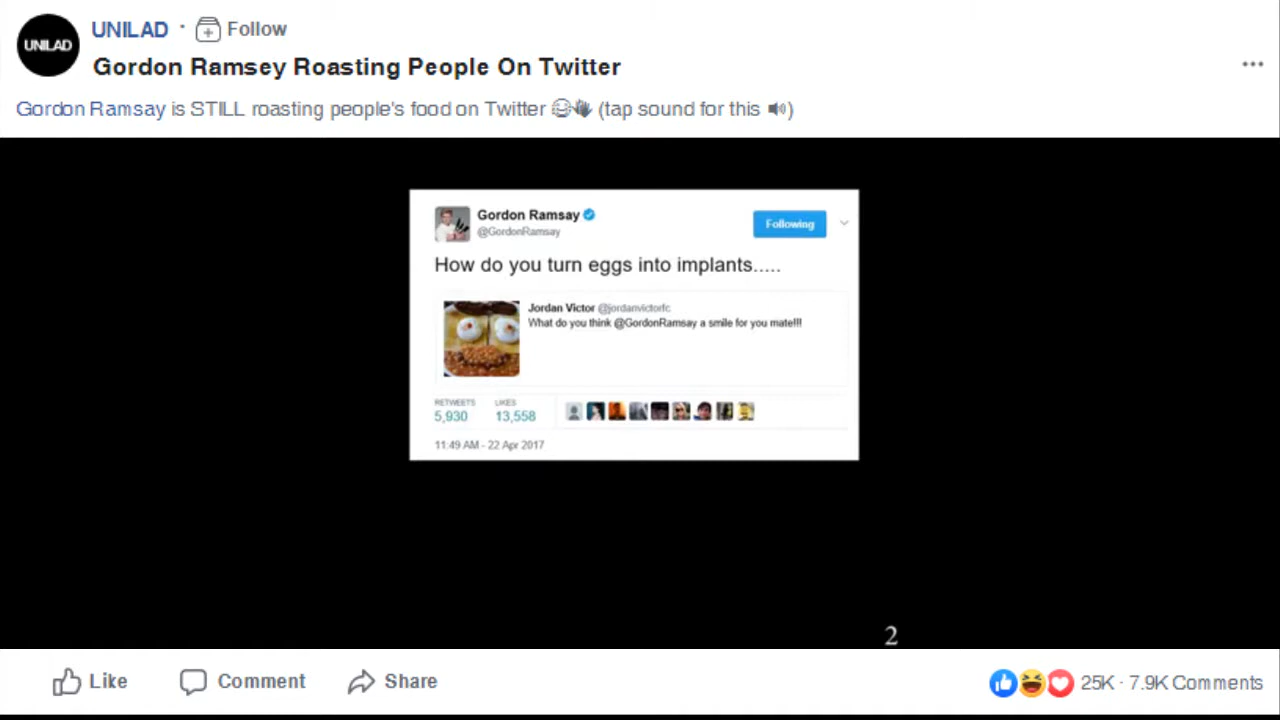 UNILAD
UNILAD · Follow
Gordon Ramsey Roasting People On Twitter
Gordon Ramsay is STILL roasting people's food on Twitter 😂👋 (tap sound for this 🔊)
Gordon Ramsay
@GordonRamsay
Following
How do you turn eggs into implants.....
Jordan Victor @jordanvictorfc
What do you think @GordonRamsay a smile for you mate!!!
RETWEETS LIKES
5,930 13,558
11:49 AM - 22 Apr 2017
2
Like Comment Share 25K · 7.9K Comments